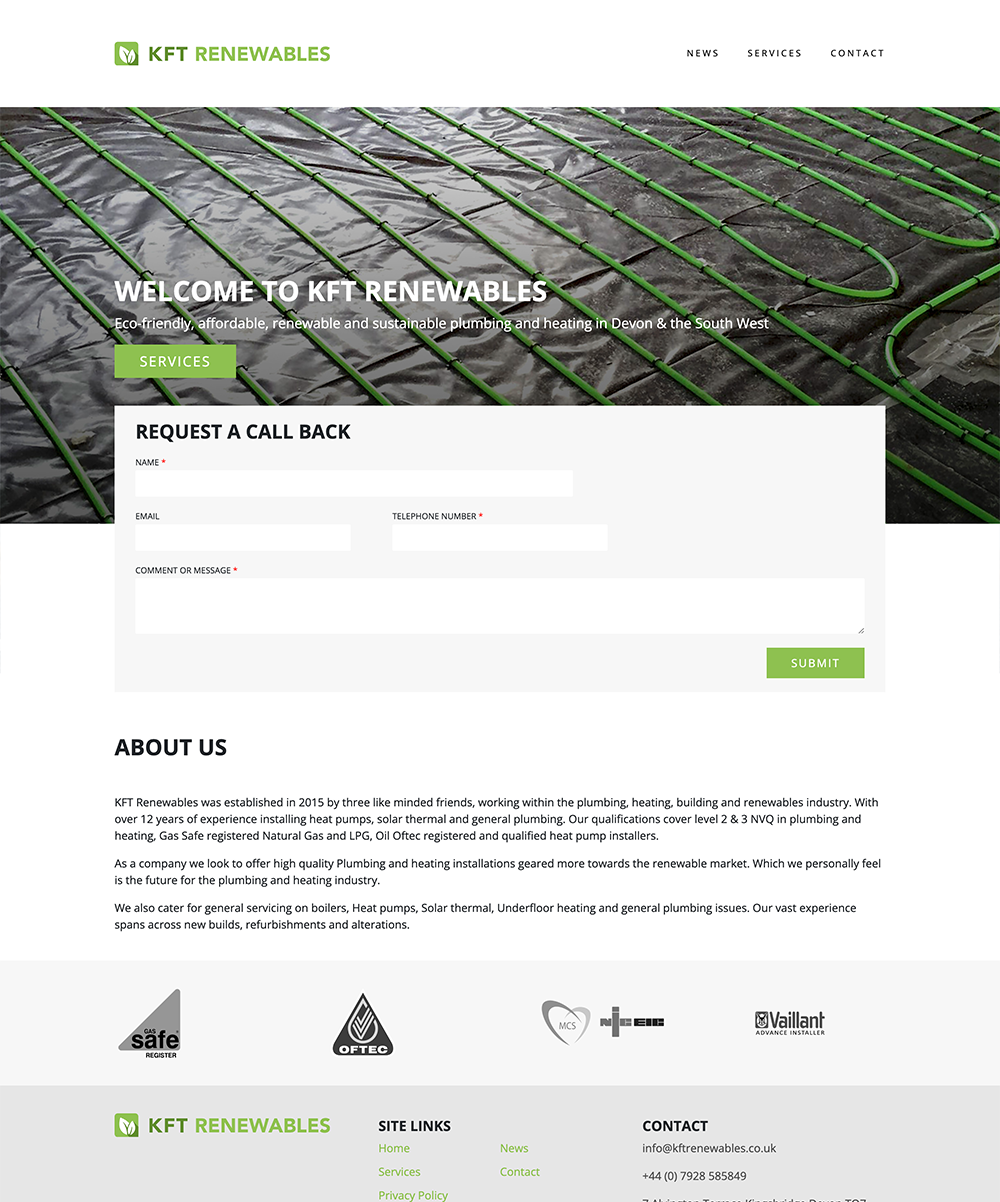 KFT RENEWABLES
NEWS SERVICES CONTACT
WELCOME TO KFT RENEWABLES
Eco-friendly, affordable, renewable and sustainable plumbing and heating in Devon & the South West
SERVICES
REQUEST A CALL BACK
NAME *
EMAIL TELEPHONE NUMBER *
COMMENT OR MESSAGE *
SUBMIT
ABOUT US
KFT Renewables was established in 2015 by three like minded friends, working within the plumbing, heating, building and renewables industry. With
over 12 years of experience installing heat pumps, solar thermal and general plumbing. Our qualifications cover level 2 & 3 NVQ in plumbing and
heating, Gas Safe registered Natural Gas and LPG, Oil Oftec registered and qualified heat pump installers.
As a company we look to offer high quality Plumbing and heating installations geared more towards the renewable market. Which we personally feel
is the future for the plumbing and heating industry.
We also cater for general servicing on boilers, Heat pumps, Solar thermal, Underfloor heating and general plumbing issues. Our vast experience
spans across new builds, refurbishments and alterations.
GAS
safe
REGISTER
OFTEC
MCS
NICEIC
Vaillant
ADVANCE INSTALLER
KFT RENEWABLES
SITE LINKS
Home News
Services Contact
Privacy Policy
CONTACT
info@kftrenewables.co.uk
+44 (0) 7928 585849